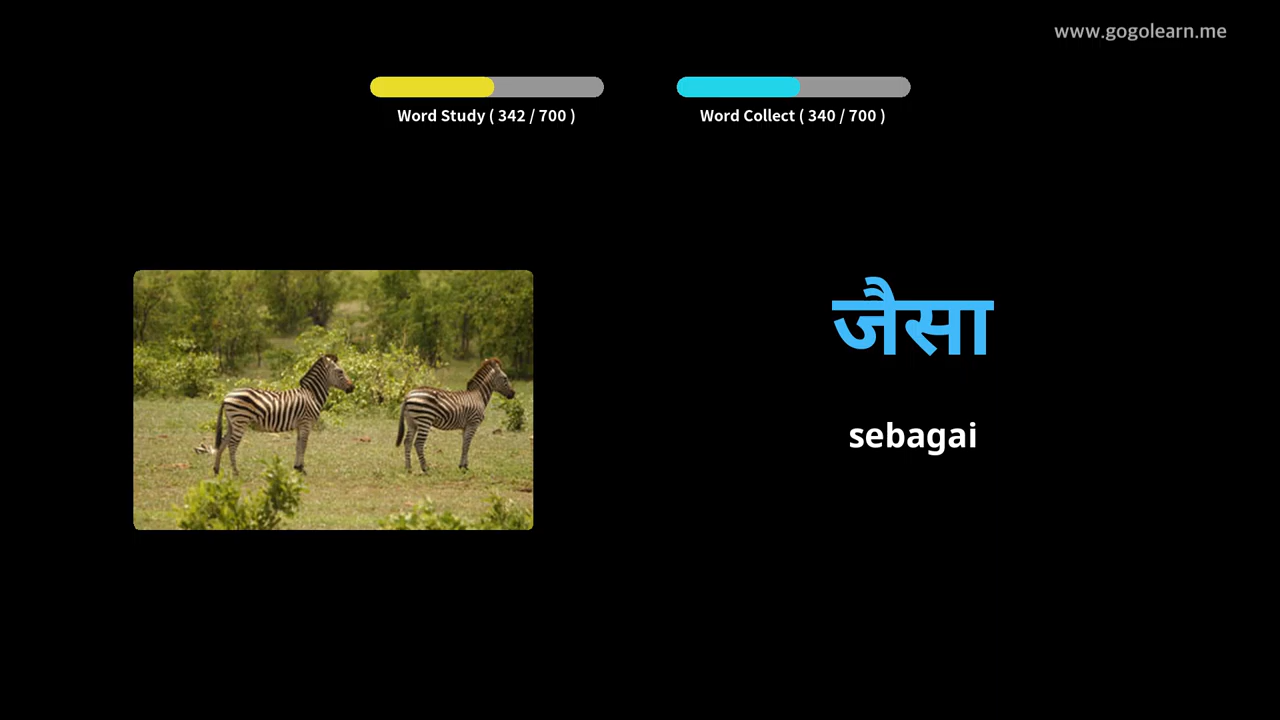 www.gogolearn.me
Word Study ( 342 / 700 )
Word Collect ( 340 / 700 )
जैसा
sebagai